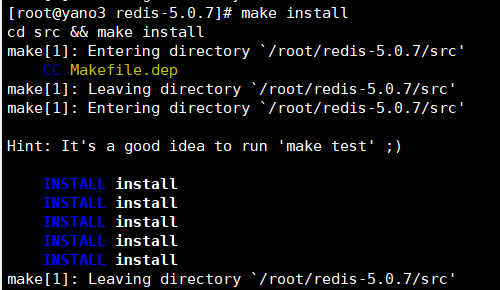 [root@yano3 redis-5.0.7]# make install
cd src && make install
make[1]: Entering directory `/root/redis-5.0.7/src'
CC Makefile.dep
make[1]: Leaving directory `/root/redis-5.0.7/src'
make[1]: Entering directory `/root/redis-5.0.7/src'
Hint: It's a good idea to run 'make test' ;)
INSTALL install
INSTALL install
INSTALL install
INSTALL install
INSTALL install
make[1]: Leaving directory `/root/redis-5.0.7/src'